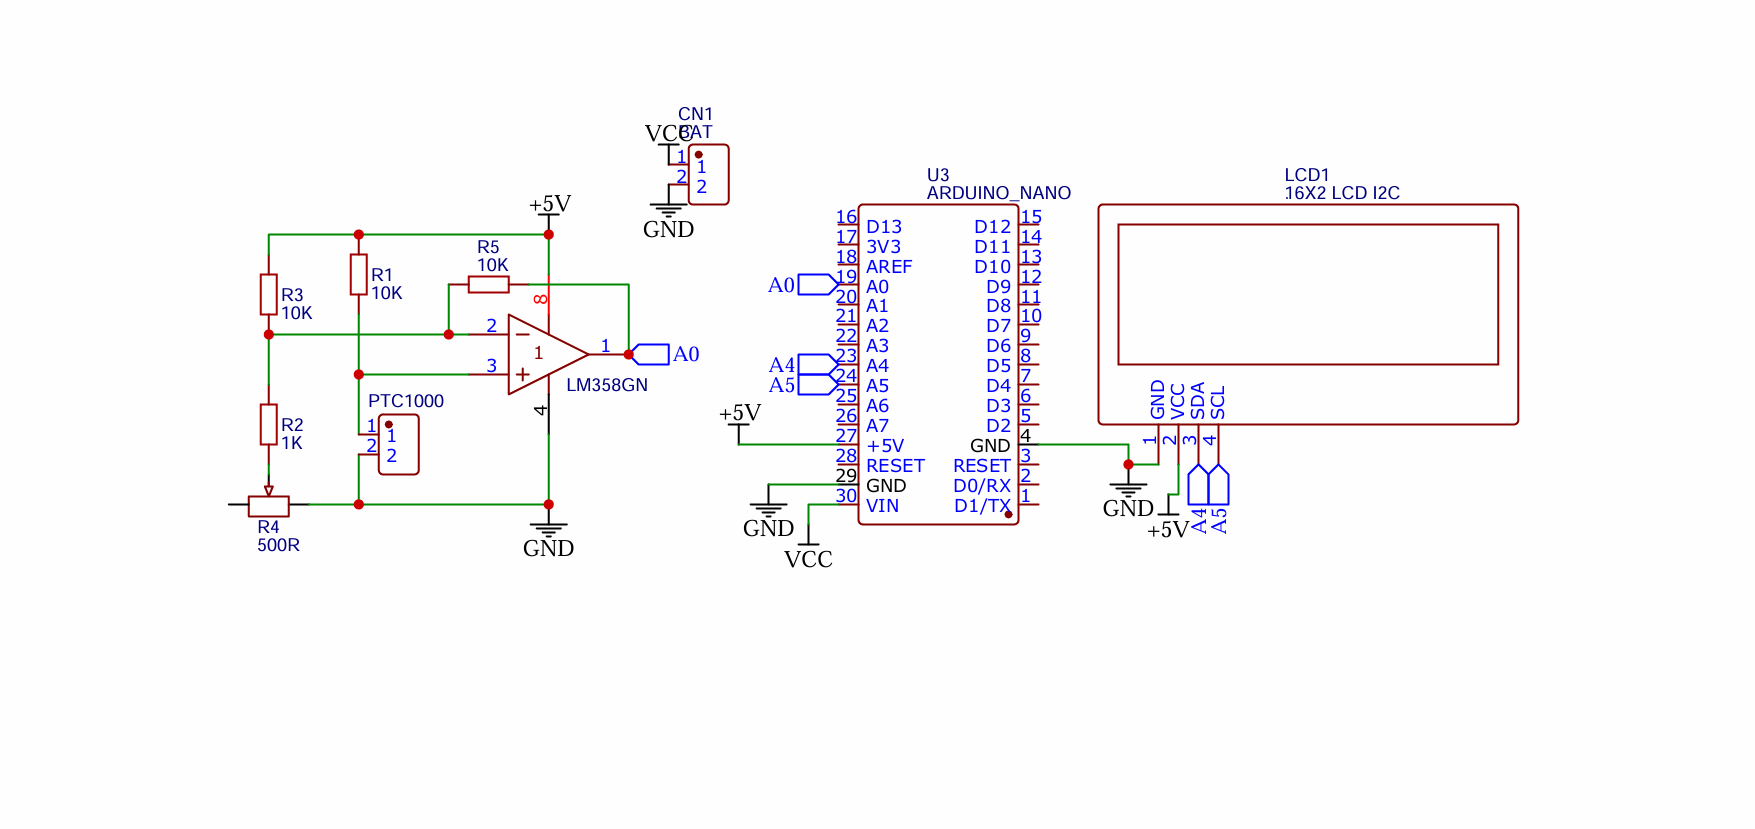 CN1
BAT
VCC
1
1
2
2
GND
+5V
R5
10K
R3
10K
R1
10K
8
2
3
1
1
A0
LM358GN
4
PTC1000
1
1
2
2
R2
1K
R4
500R
GND
U3
ARDUINO_NANO
16 D13 D12 15
17 3V3 D11 14
18 AREF D10 13
A0 19 A0 D9 12
20 A1 D8 11
21 A2 D7 10
22 A3 D6 9
A4 23 A4 D5 8
A5 24 A5 D4 7
25 A6 D3 6
26 A7 D2 5
+5V 27 +5V GND 4
28 RESET RESET 3
29 GND D0/RX 2
30 VIN D1/TX 1
GND
VCC
LCD1
16X2 LCD I2C
GND VCC SDA SCL
1 2 3 4
GND
+5V
A4 A5